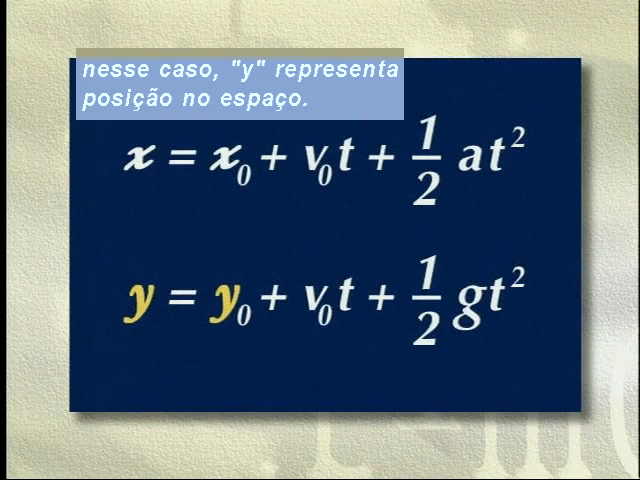 nesse caso, "y" representa
posição no espaço.
x = x₀ + v₀t + 1/2 at²
y = y₀ + v₀t + 1/2 gt²